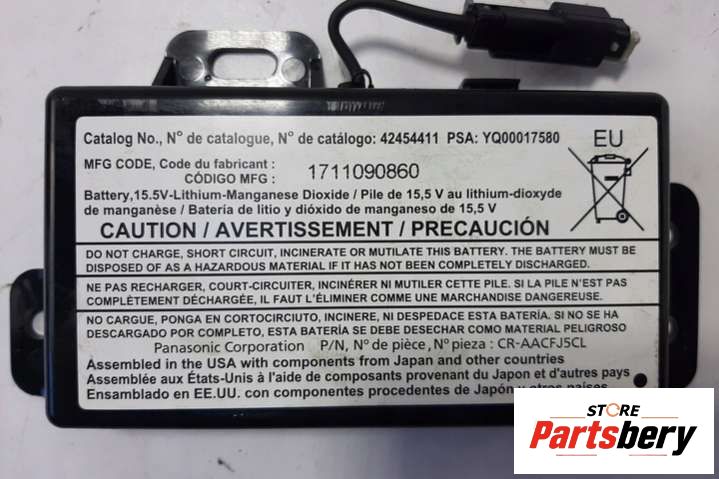 Catalog No., N° de catalogue, N° de catálogo: 42454411 PSA: YQ00017580
EU
MFG CODE, Code du fabricant :
CÓDIGO MFG : 1711090860
Battery,15.5V-Lithium-Manganese Dioxide / Pile de 15,5 V au lithium-dioxyde
de manganèse / Batería de litio y dióxido de manganeso de 15,5 V
CAUTION / AVERTISSEMENT / PRECAUCIÓN
DO NOT CHARGE, SHORT CIRCUIT, INCINERATE OR MUTILATE THIS BATTERY. THE BATTERY MUST BE
DISPOSED OF AS A HAZARDOUS MATERIAL IF IT HAS NOT BEEN COMPLETELY DISCHARGED.
NE PAS RECHARGER, COURT-CIRCUITER, INCINÉRER NI MUTILER CETTE PILE. SI LA PILE N'EST PAS
COMPLÈTEMENT DÉCHARGÉE, IL FAUT L'ÉLIMINER COMME UNE MARCHANDISE DANGEREUSE.
NO CARGUE, PONGA EN CORTOCIRCUITO, INCINERE, NI DESPEDACE ESTA BATERÍA. SI NO SE HA
DESCARGADO POR COMPLETO, ESTA BATERÍA SE DEBE DESECHAR COMO MATERIAL PELIGROSO
Panasonic Corporation P/N, N° de pièce, N° pieza : CR-AACFJ5CL
Assembled in the USA with components from Japan and other countries
Assemblée aux États-Unis à l'aide de composants provenant du Japon et d'autres pays
Ensamblado en EE.UU. con componentes procedentes de Japón y otros países
STORE
Partsbery